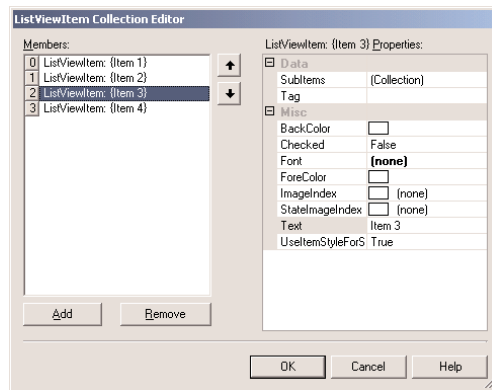 ListViewItem Collection Editor
Members:
0 ListViewItem: {Item 1}
1 ListViewItem: {Item 2}
2 ListViewItem: {Item 3}
3 ListViewItem: {Item 4}
Add Remove
ListViewItem: {Item 3} Properties:
Data
SubItems (Collection)
Tag
Misc
BackColor
Checked False
Font (none)
ForeColor
ImageIndex (none)
StateImageIndex (none)
Text Item 3
UseItemStyleForS True
OK Cancel Help